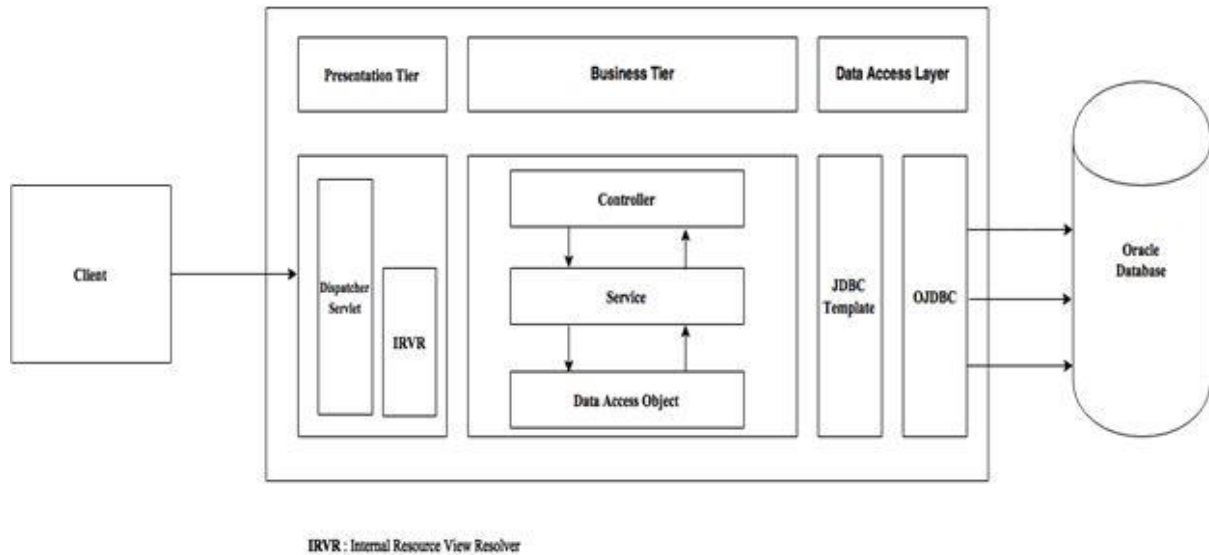 Presentation Tier
Business Tier
Data Access Layer
Client
Dispatcher
Servlet
IRVR
Controller
Service
Data Access Object
JDBC
Template
OJDBC
Oracle
Database
IRVR : Internal Resource View Resolver